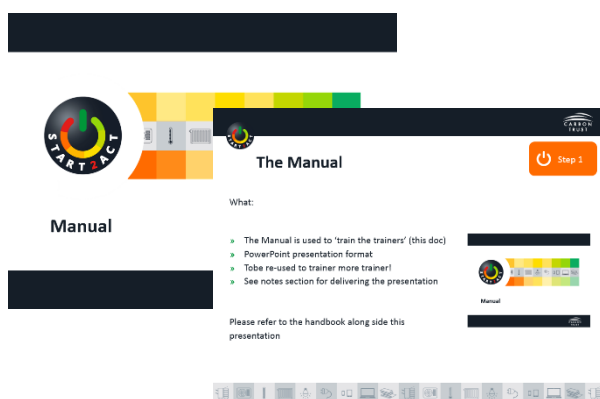 START2ACT
Manual
CARBON
TRUST
The Manual
Step 1
What:
» The Manual is used to ‘train the trainers’ (this doc)
» PowerPoint presentation format
» Tobe re-used to trainer more trainer!
» See notes section for delivering the presentation
Manual
Please refer to the handbook along side this
presentation